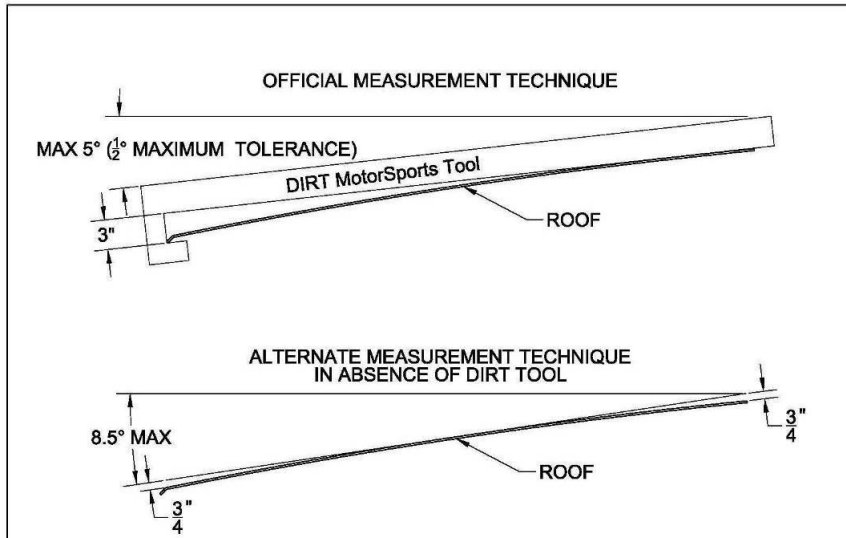 OFFICIAL MEASUREMENT TECHNIQUE
MAX 5° (½° MAXIMUM TOLERANCE)
DIRT MotorSports Tool
3"
ROOF
ALTERNATE MEASUREMENT TECHNIQUE
IN ABSENCE OF DIRT TOOL
8.5° MAX
3/4"
ROOF
3/4"